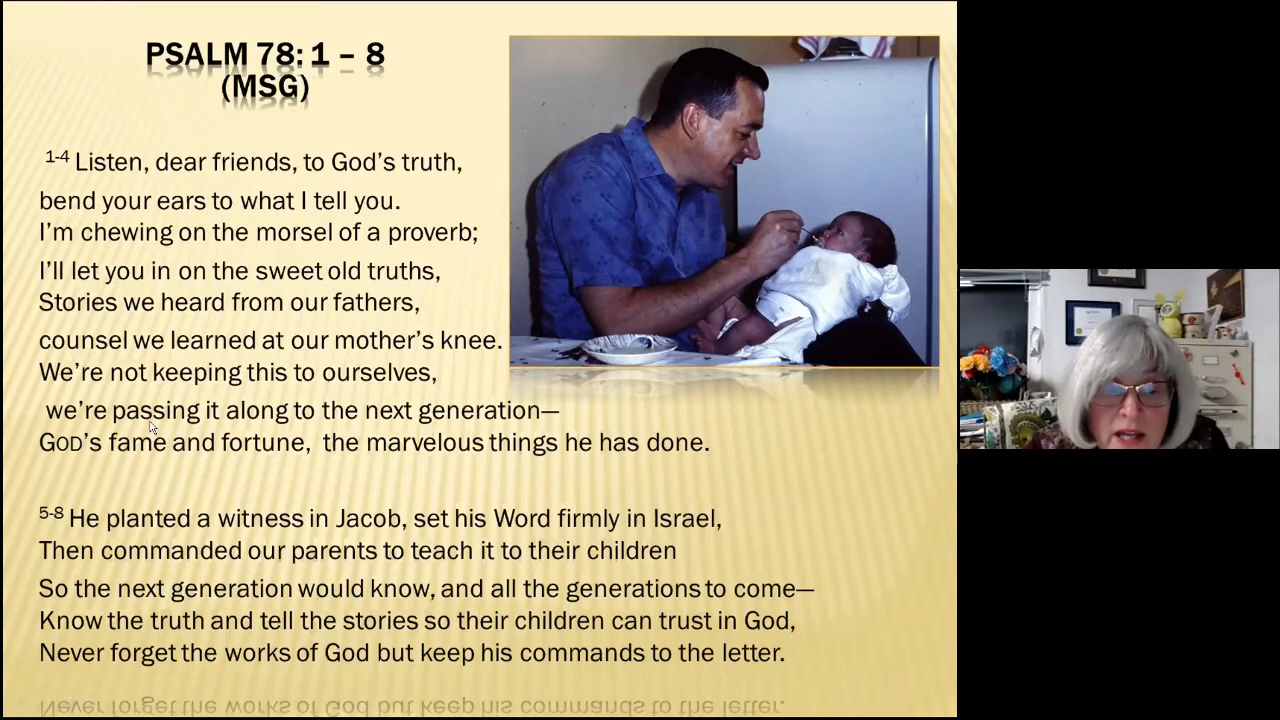 PSALM 78: 1 – 8
(MSG)
1-4 Listen, dear friends, to God’s truth,
bend your ears to what I tell you.
I’m chewing on the morsel of a proverb;
I’ll let you in on the sweet old truths,
Stories we heard from our fathers,
counsel we learned at our mother’s knee.
We’re not keeping this to ourselves,
we’re passing it along to the next generation—
GOD’s fame and fortune, the marvelous things he has done.
5-8 He planted a witness in Jacob, set his Word firmly in Israel,
Then commanded our parents to teach it to their children
So the next generation would know, and all the generations to come—
Know the truth and tell the stories so their children can trust in God,
Never forget the works of God but keep his commands to the letter.